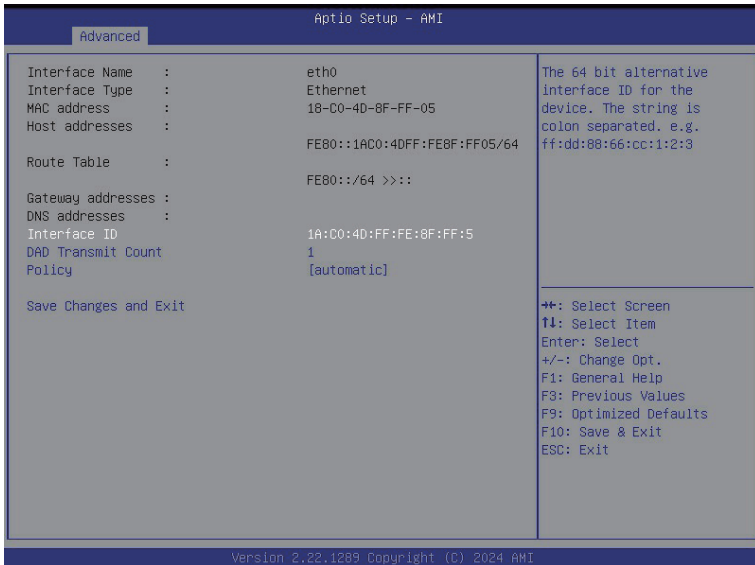 Aptio Setup – AMI
Advanced
Interface Name : eth0
Interface Type : Ethernet
MAC address : 18-C0-4D-8F-FF-05
Host addresses :
FE80::1AC0:4DFF:FE8F:FF05/64
Route Table :
FE80::/64 >>::
Gateway addresses :
DNS addresses :
Interface ID 1A:C0:4D:FF:FE:8F:FF:5
DAD Transmit Count 1
Policy [automatic]
Save Changes and Exit
The 64 bit alternative
interface ID for the
device. The string is
colon separated. e.g.
ff:dd:88:66:cc:1:2:3
→←: Select Screen
↑↓: Select Item
Enter: Select
+/-: Change Opt.
F1: General Help
F3: Previous Values
F9: Optimized Defaults
F10: Save & Exit
ESC: Exit
Version 2.22.1289 Copyright (C) 2024 AMI